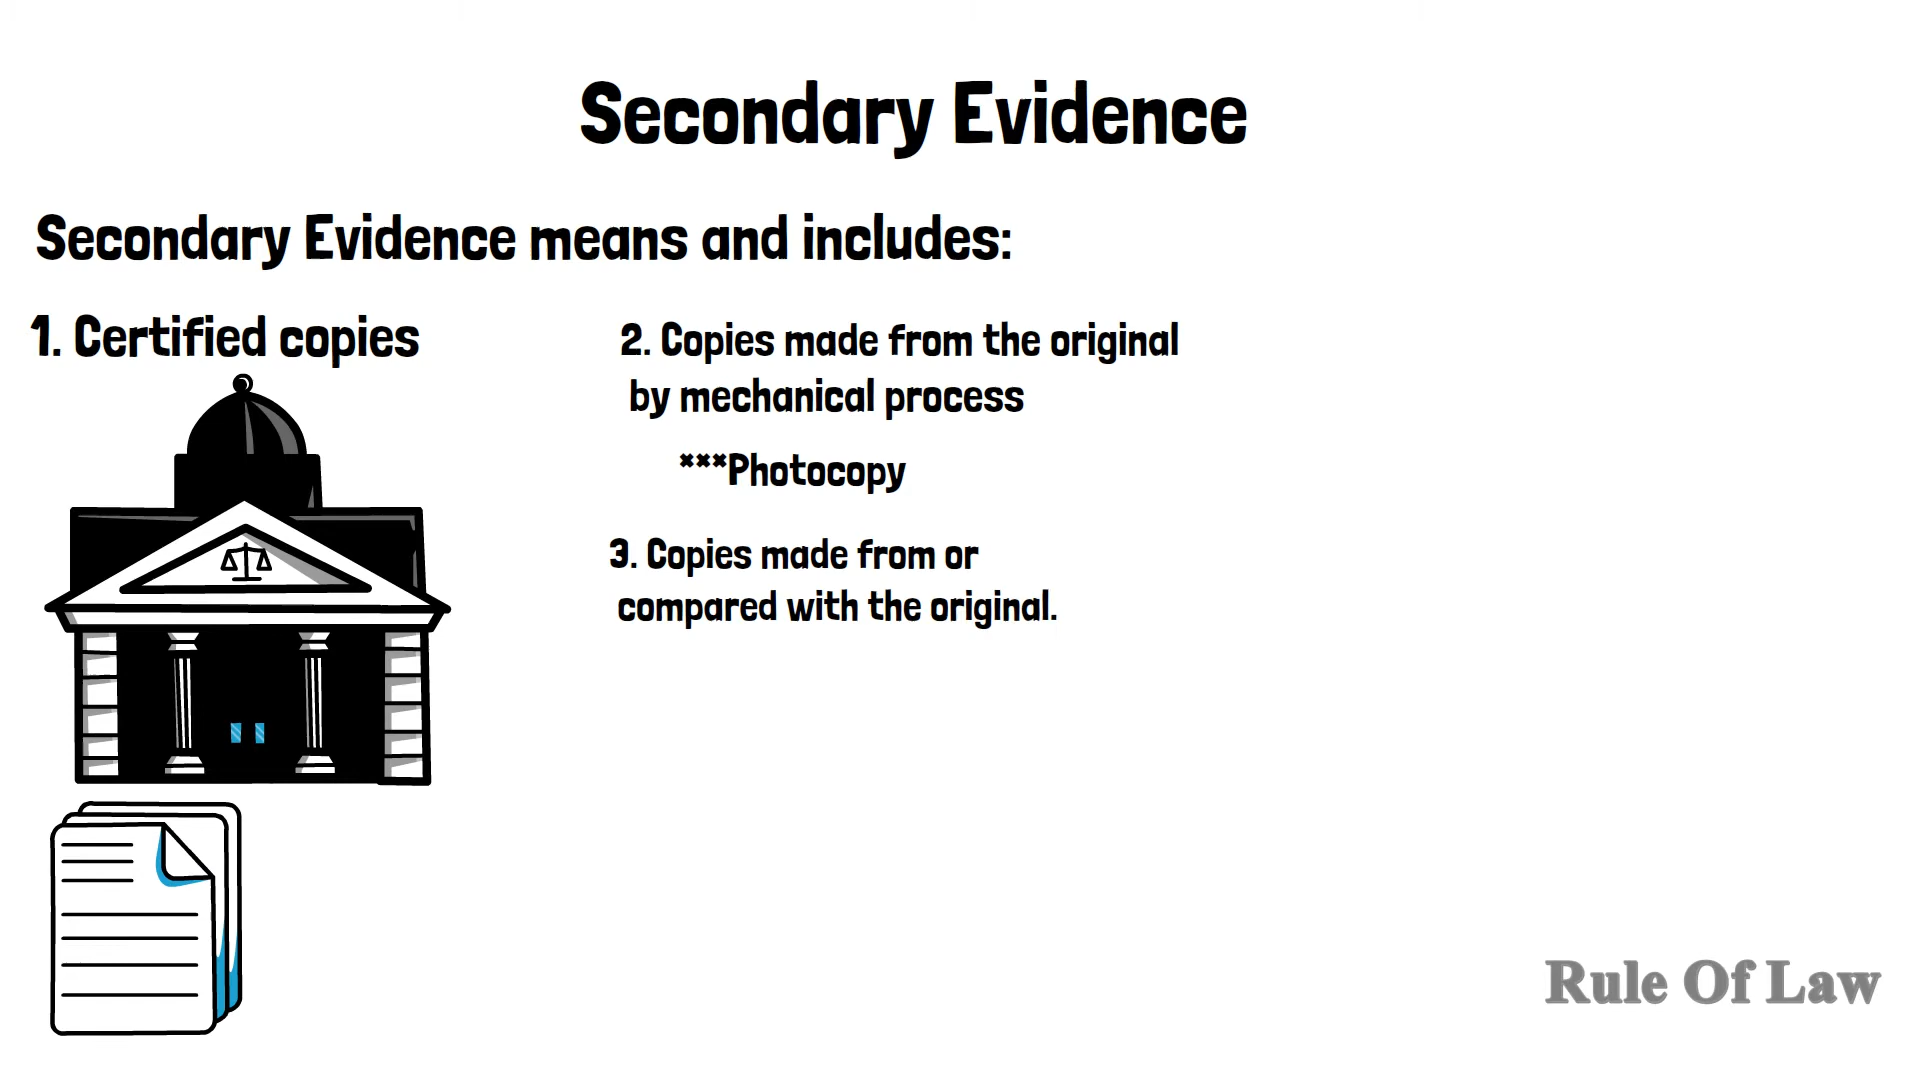 Secondary Evidence
Secondary Evidence means and includes:
1. Certified copies
2. Copies made from the original
by mechanical process
***Photocopy
3. Copies made from or
compared with the original.
Rule Of Law